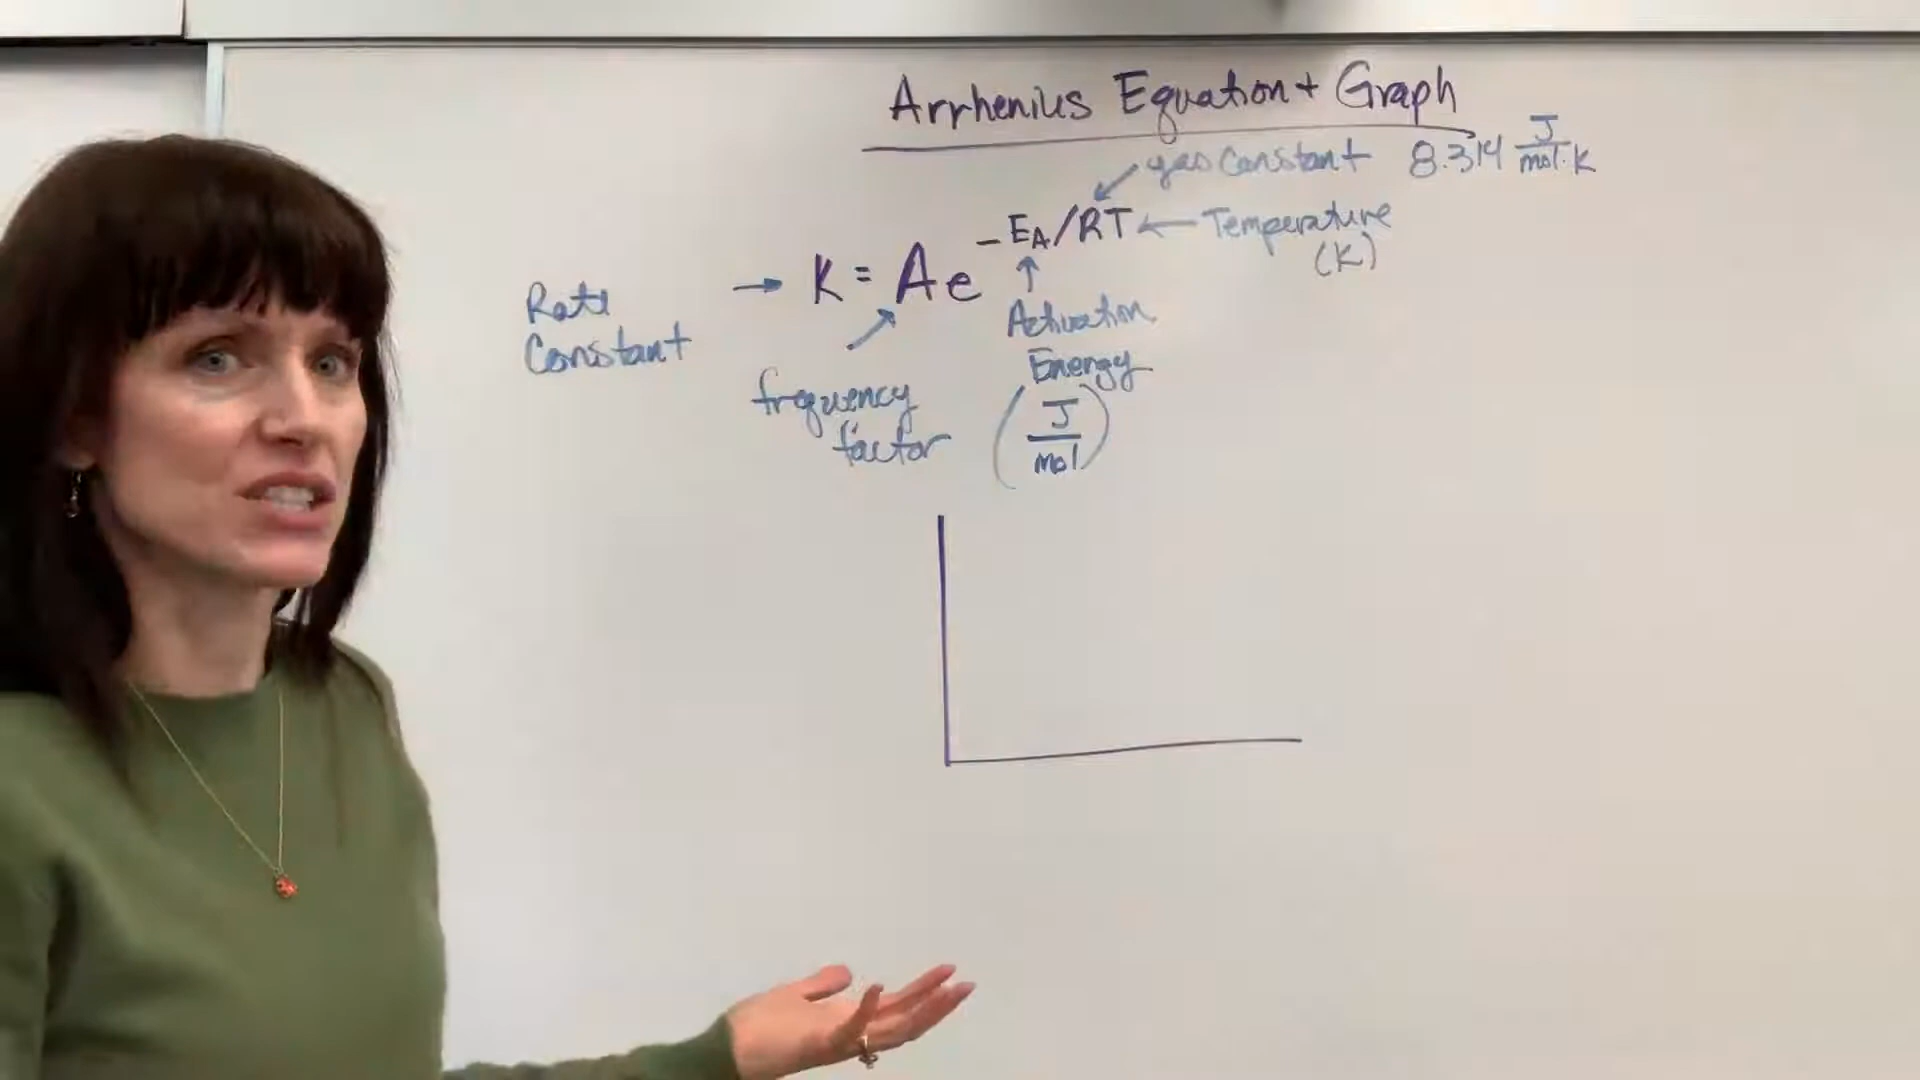 Arrhenius Equation + Graph
gas Constant 8.314 J/mol·K
K = Ae -EA/RT
Temperature
(K)
Rate
Constant
Activation
Energy
(J/mol)
frequency
factor